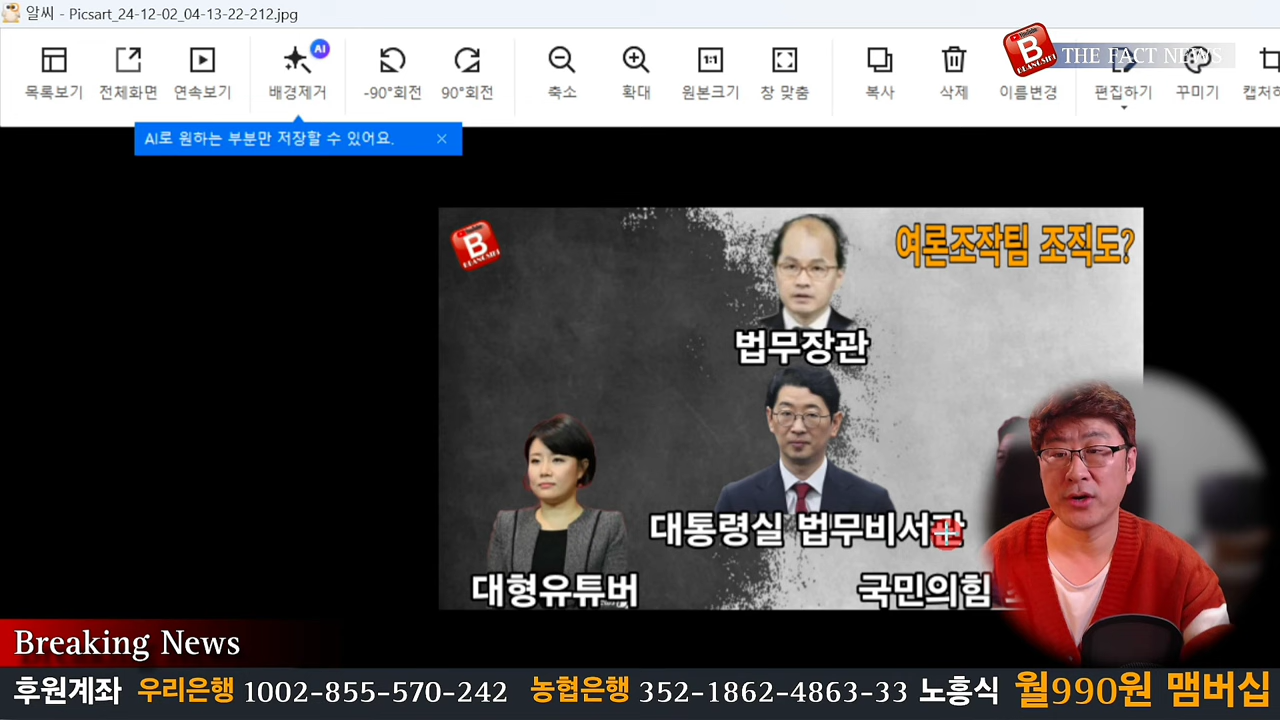 알씨 - Picsart_24-12-02_04-13-22-212.jpg
목록보기 전체화면 연속보기 배경제거 -90°회전 90°회전 축소 확대 원본크기 창 맞춤 복사 삭제 이름변경 편집하기 꾸미기 캡처하
AI
1:1
YouTube
B
BRANGSIFI
THE FACT NEWS
AI로 원하는 부분만 저장할 수 있어요.
B
여론조작팀 조직도?
법무장관
대통령실 법무비서관
대형유튜버
국민의힘
Breaking News
후원계좌 우리은행 1002-855-570-242 농협은행 352-1862-4863-33 노흥식 월990원 맴버십